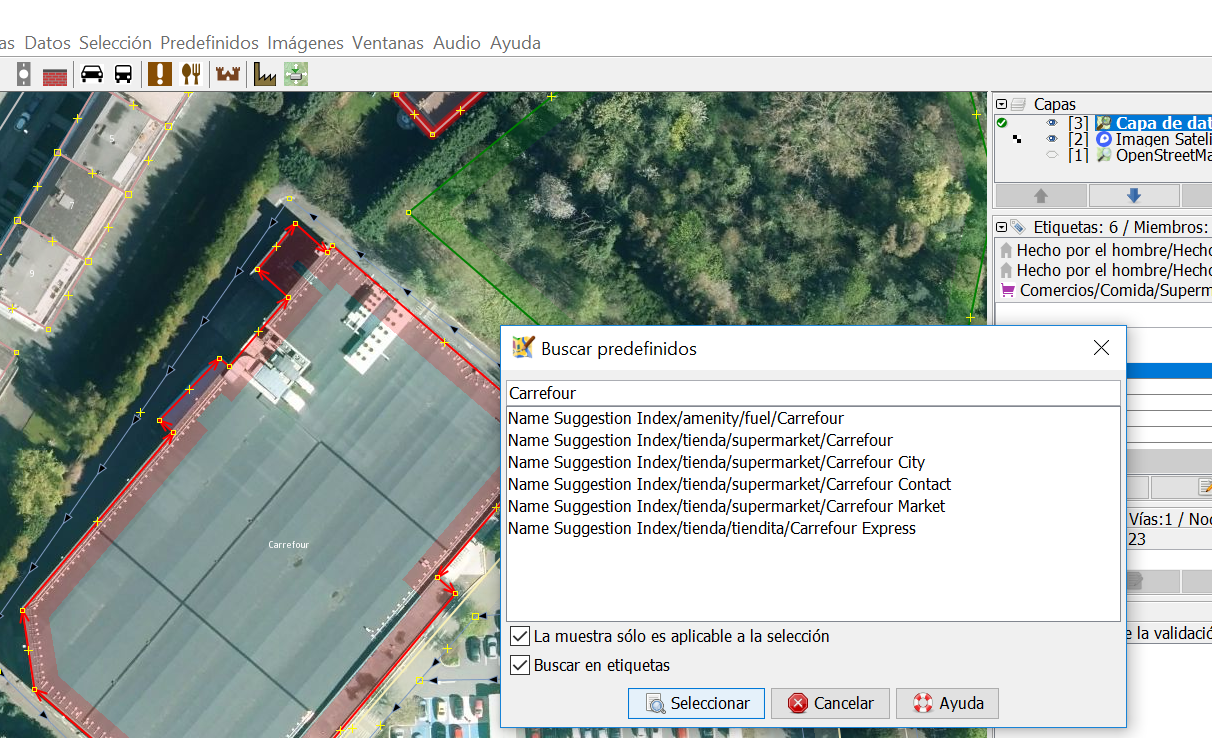 as Datos Selección Predefinidos Imágenes Ventanas Audio Ayuda
Capas
[3] Capa de dat
[2] Imagen Sateli
[1] OpenStreetMa
Etiquetas: 6 / Miembros:
Hecho por el hombre/Hecho
Hecho por el hombre/Hecho
Comercios/Comida/Superm
5
9
Carrefour
Buscar predefinidos
Carrefour
Name Suggestion Index/amenity/fuel/Carrefour
Name Suggestion Index/tienda/supermarket/Carrefour
Name Suggestion Index/tienda/supermarket/Carrefour City
Name Suggestion Index/tienda/supermarket/Carrefour Contact
Name Suggestion Index/tienda/supermarket/Carrefour Market
Name Suggestion Index/tienda/tiendita/Carrefour Express
La muestra sólo es aplicable a la selección
Buscar en etiquetas
Seleccionar
Cancelar
Ayuda
Vías:1 / Noc
23
e la validació